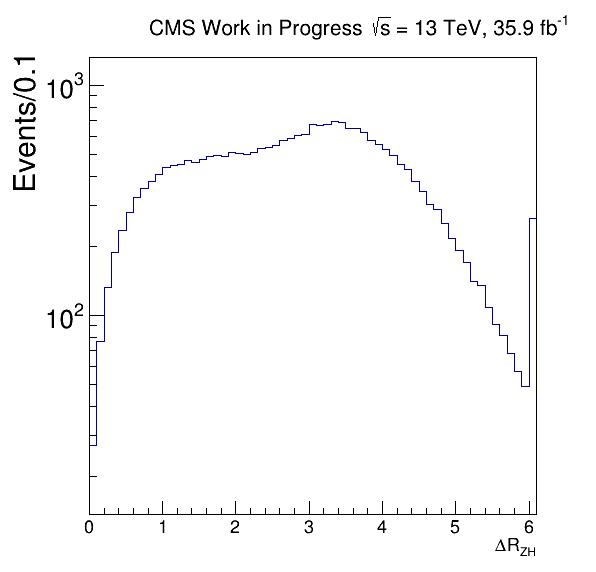 CMS Work in Progress √s = 13 TeV, 35.9 fb⁻¹
Events/0.1
10³
10²
0 1 2 3 4 5 6
ΔR_ZH